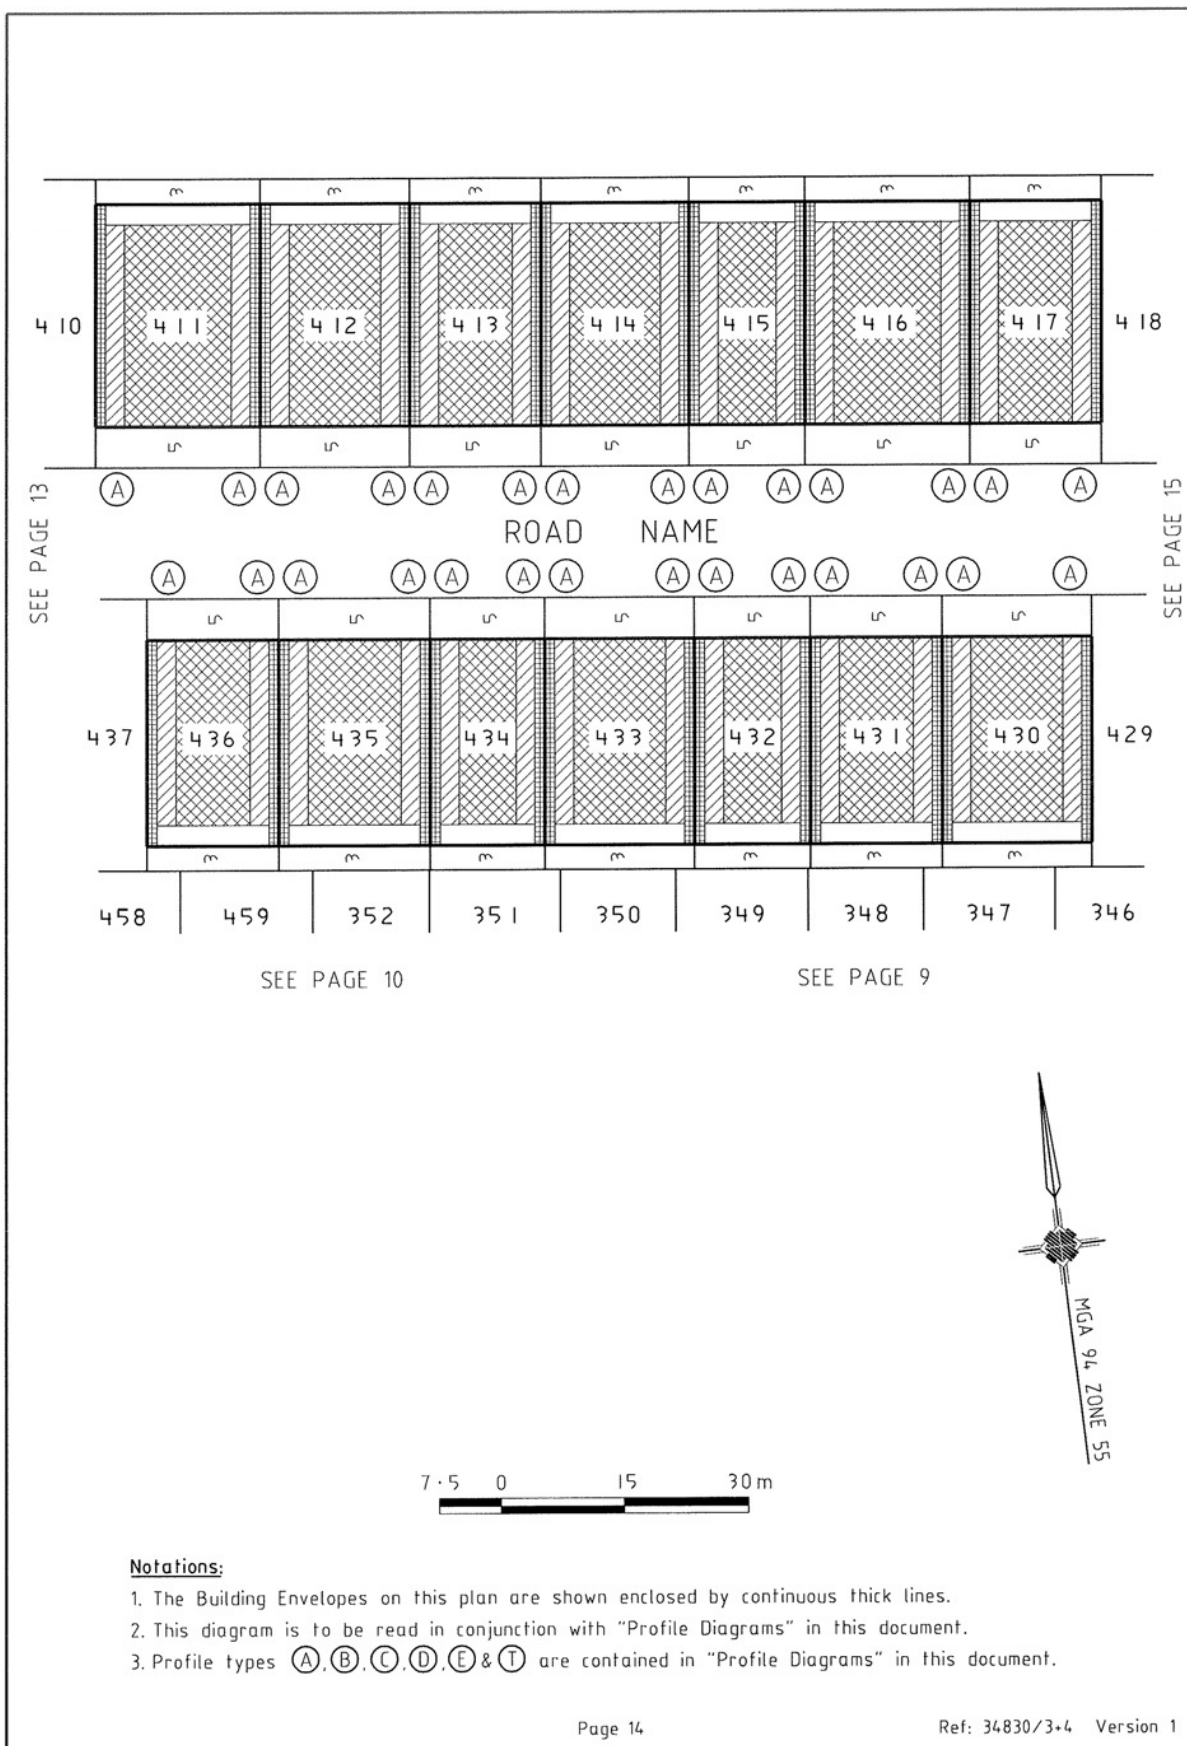 3 3 3 3 3 3 3
410 411 412 413 414 415 416 417 418
5 5 5 5 5 5 5
A A A A A A A A A A A A A A
SEE PAGE 13
ROAD NAME
SEE PAGE 15
A A A A A A A A A A A A A A
5 5 5 5 5 5 5
437 436 435 434 433 432 431 430 429
3 3 3 3 3 3 3
458 459 352 351 350 349 348 347 346
SEE PAGE 10 SEE PAGE 9
MGA 94 ZONE 55
7·5 0 15 30m
Notations:
1. The Building Envelopes on this plan are shown enclosed by continuous thick lines.
2. This diagram is to be read in conjunction with "Profile Diagrams" in this document.
3. Profile types A, B, C, D, E & T are contained in "Profile Diagrams" in this document.
Page 14 Ref: 34830/3+4 Version 1